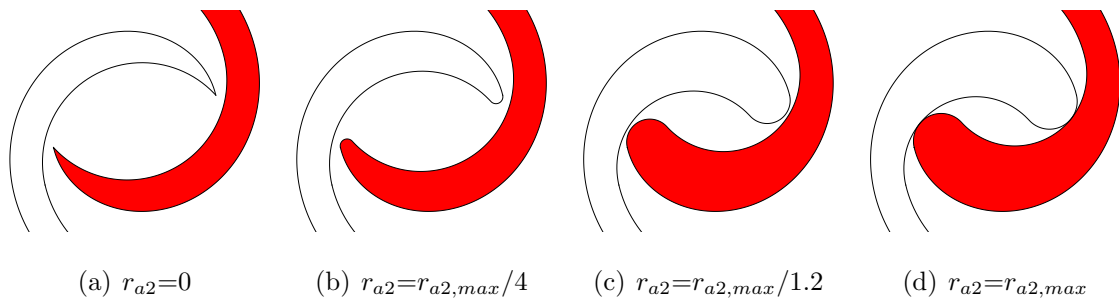 (a) r_{a2}=0
(b) r_{a2}=r_{a2,max}/4
(c) r_{a2}=r_{a2,max}/1.2
(d) r_{a2}=r_{a2,max}